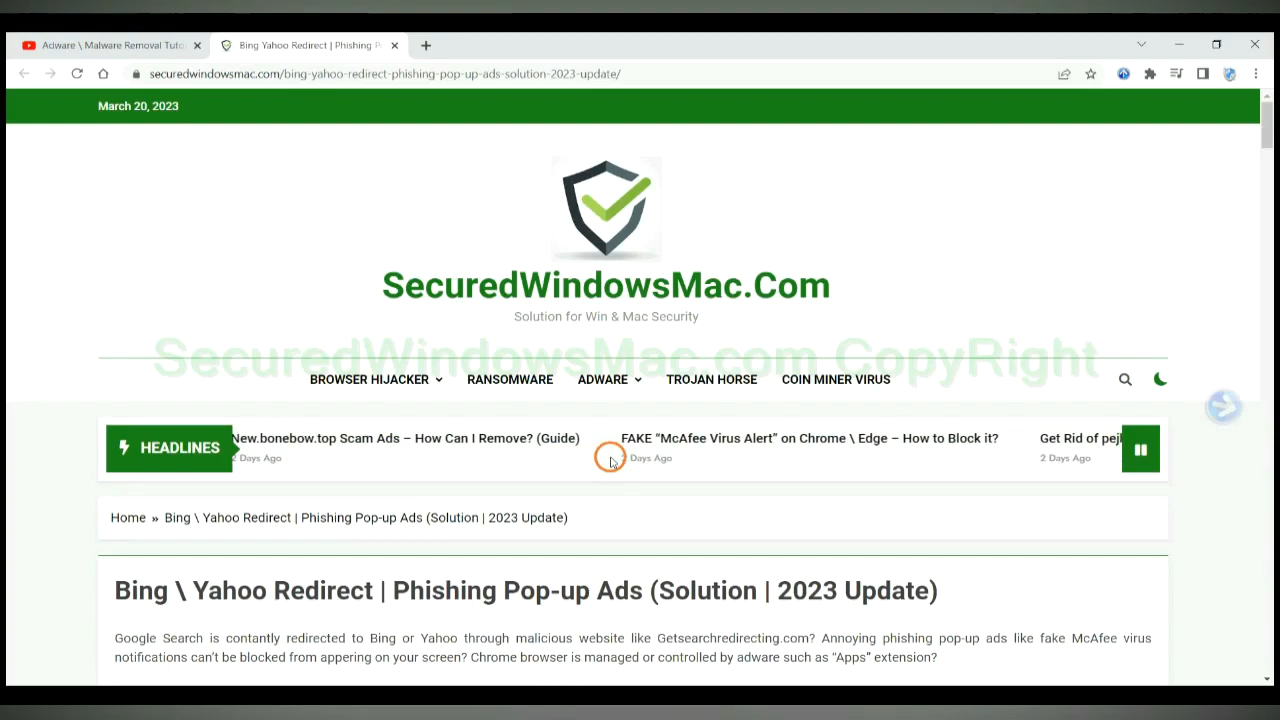 Adware \ Malware Removal Tuto
Bing Yahoo Redirect | Phishing P
securedwindowsmac.com/bing-yahoo-redirect-phishing-pop-up-ads-solution-2023-update/
March 20, 2023
SecuredWindowsMac.Com
Solution for Win & Mac Security
SecuredWindowsMac.com CopyRight
BROWSER HIJACKER RANSOMWARE ADWARE TROJAN HORSE COIN MINER VIRUS
HEADLINES
New.bonebow.top Scam Ads – How Can I Remove? (Guide)
2 Days Ago
FAKE “McAfee Virus Alert” on Chrome \ Edge – How to Block it?
2 Days Ago
Get Rid of pejl
2 Days Ago
Home » Bing \ Yahoo Redirect | Phishing Pop-up Ads (Solution | 2023 Update)
Bing \ Yahoo Redirect | Phishing Pop-up Ads (Solution | 2023 Update)
Google Search is contantly redirected to Bing or Yahoo through malicious website like Getsearchredirecting.com? Annoying phishing pop-up ads like fake McAfee virus
notifications can’t be blocked from appering on your screen? Chrome browser is managed or controlled by adware such as “Apps” extension?